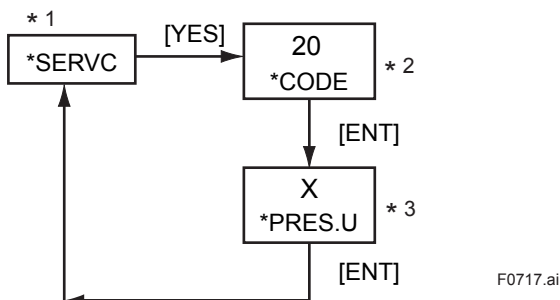 * 1
*SERVC
[YES]
20
*CODE
* 2
[ENT]
X
*PRES.U
* 3
[ENT]
F0717.ai